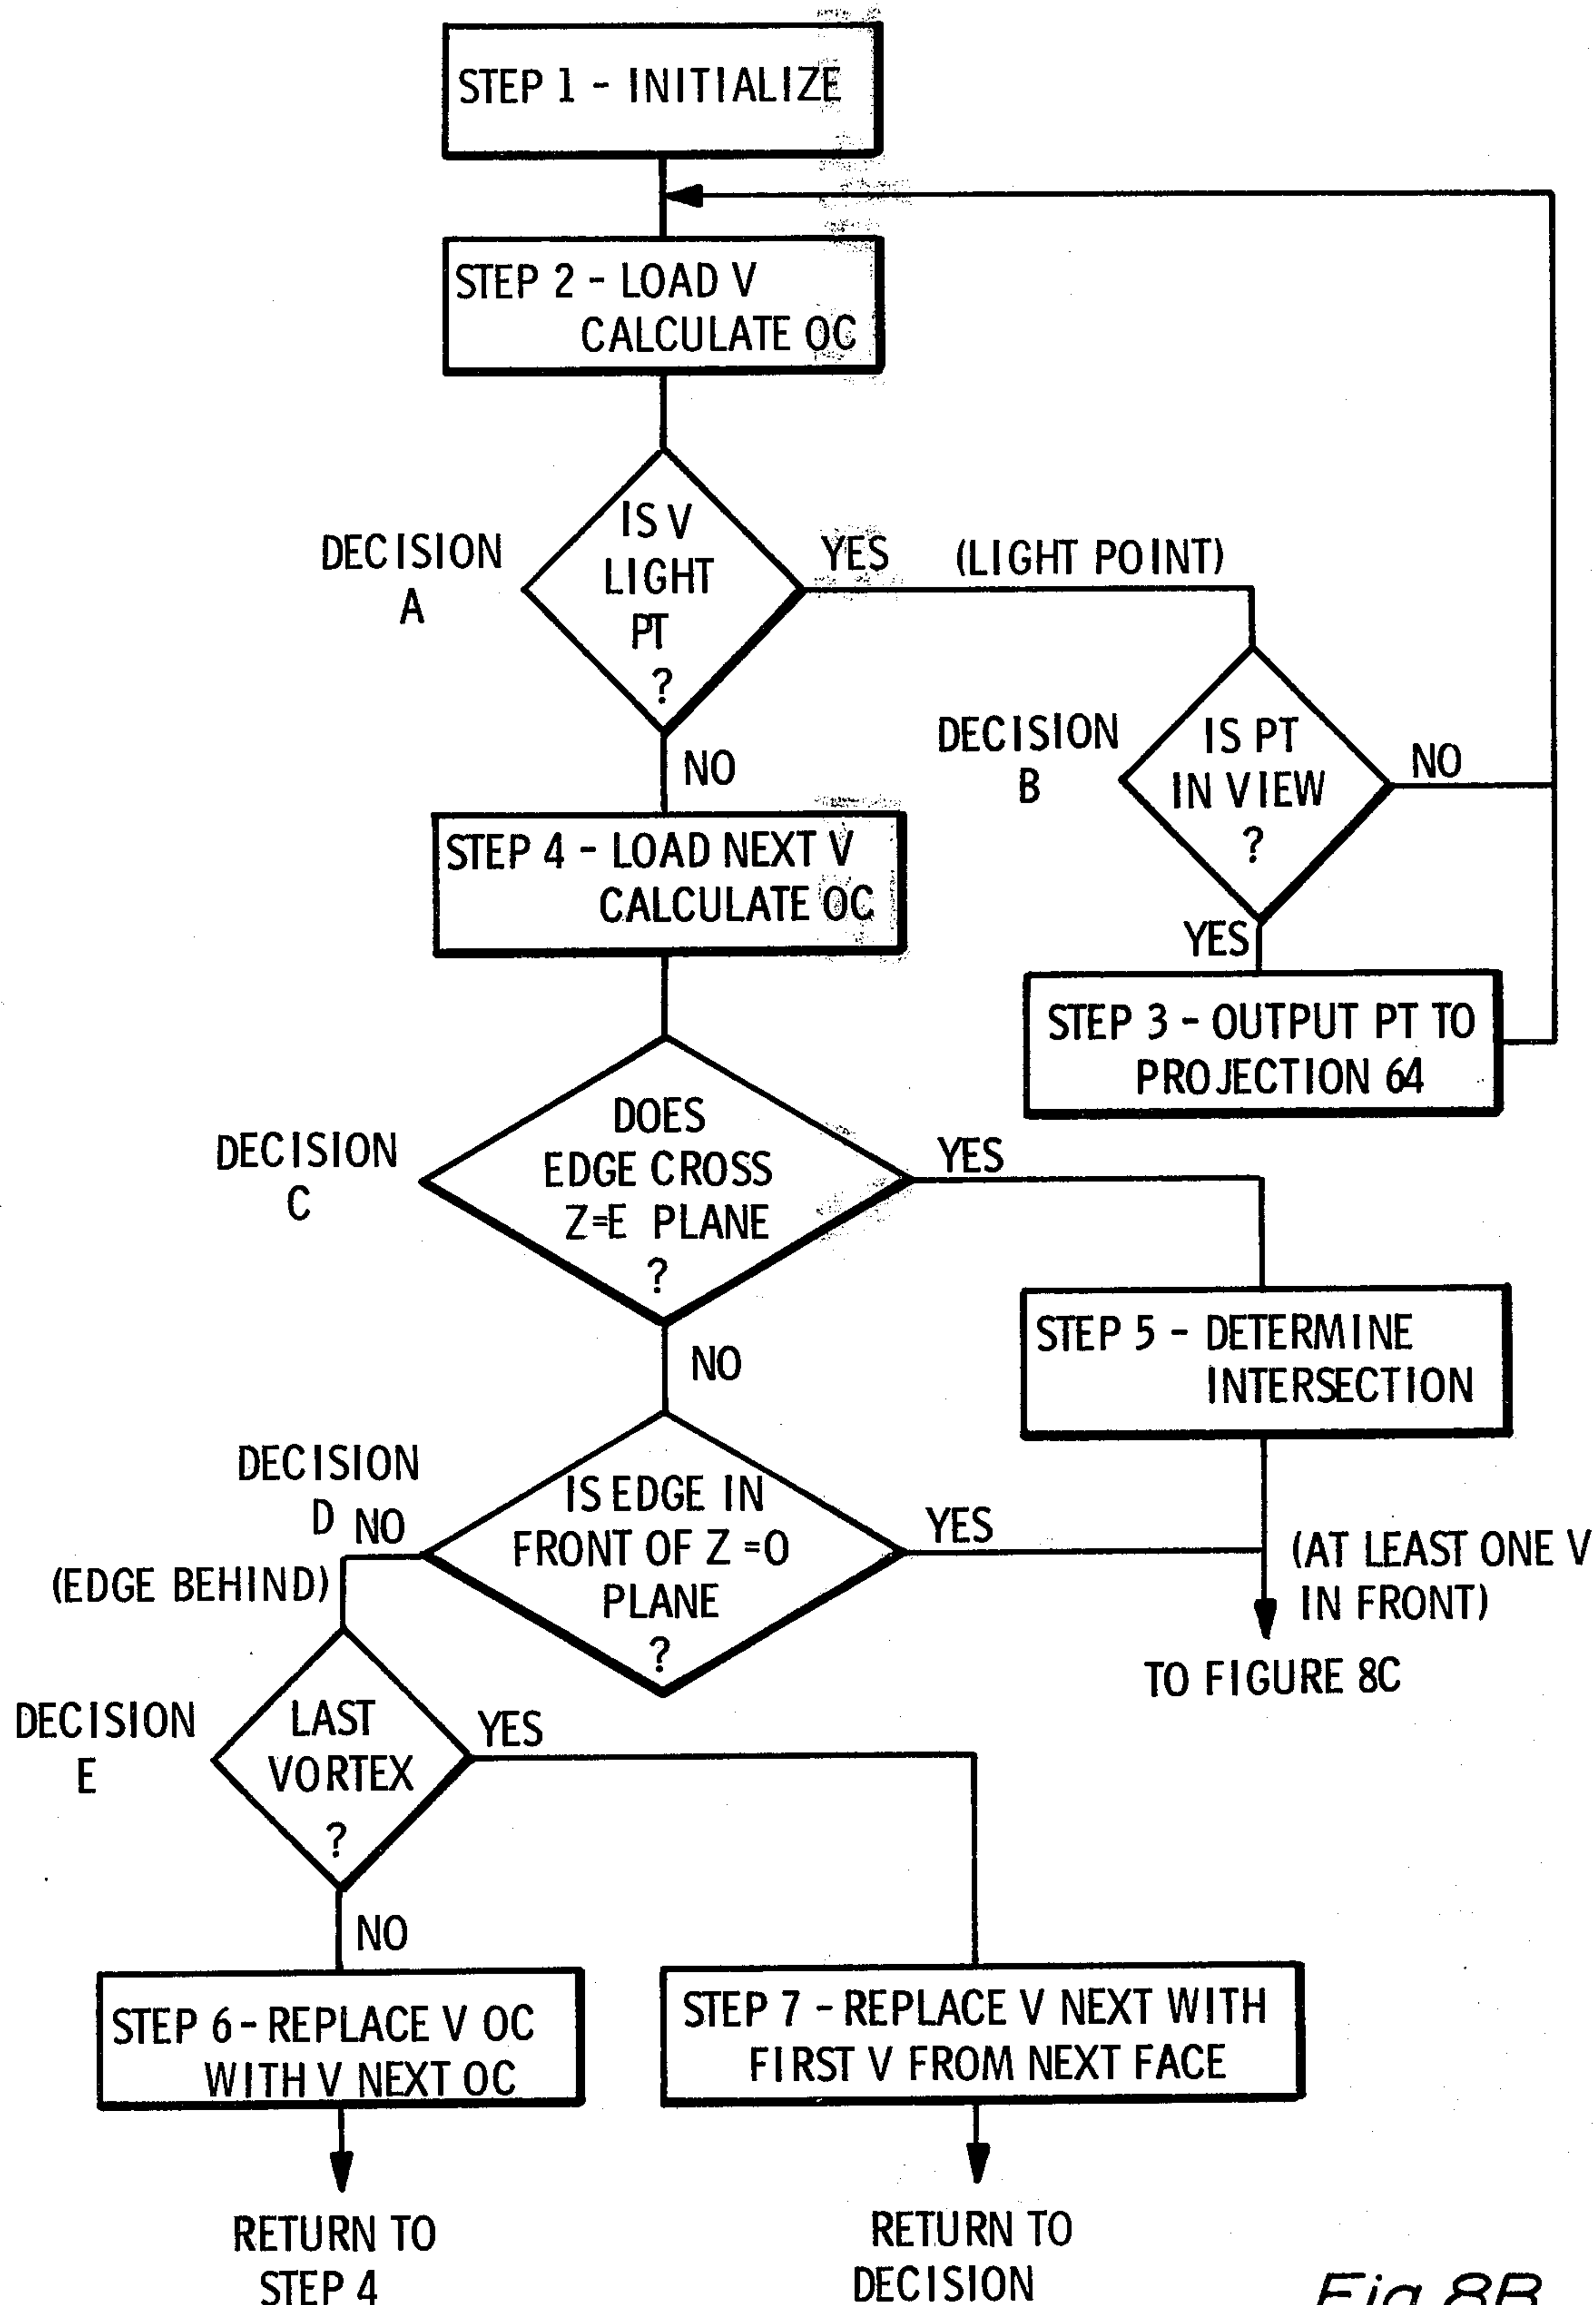 STEP 1 - INITIALIZE
STEP 2 - LOAD V
CALCULATE OC
DECISION
A
IS V
LIGHT
PT
?
YES (LIGHT POINT)
NO
DECISION
B
IS PT
IN VIEW
?
NO
YES
STEP 3 - OUTPUT PT TO
PROJECTION 64
STEP 4 - LOAD NEXT V
CALCULATE OC
DECISION
C
DOES
EDGE CROSS
Z=E PLANE
?
YES
NO
STEP 5 - DETERMINE
INTERSECTION
DECISION
D
NO
(EDGE BEHIND)
IS EDGE IN
FRONT OF Z =0
PLANE
?
YES
(AT LEAST ONE V
IN FRONT)
TO FIGURE 8C
DECISION
E
LAST
VORTEX
?
YES
NO
STEP 6 - REPLACE V OC
WITH V NEXT OC
STEP 7 - REPLACE V NEXT WITH
FIRST V FROM NEXT FACE
RETURN TO
STEP 4
RETURN TO
DECISION
Fig 8B